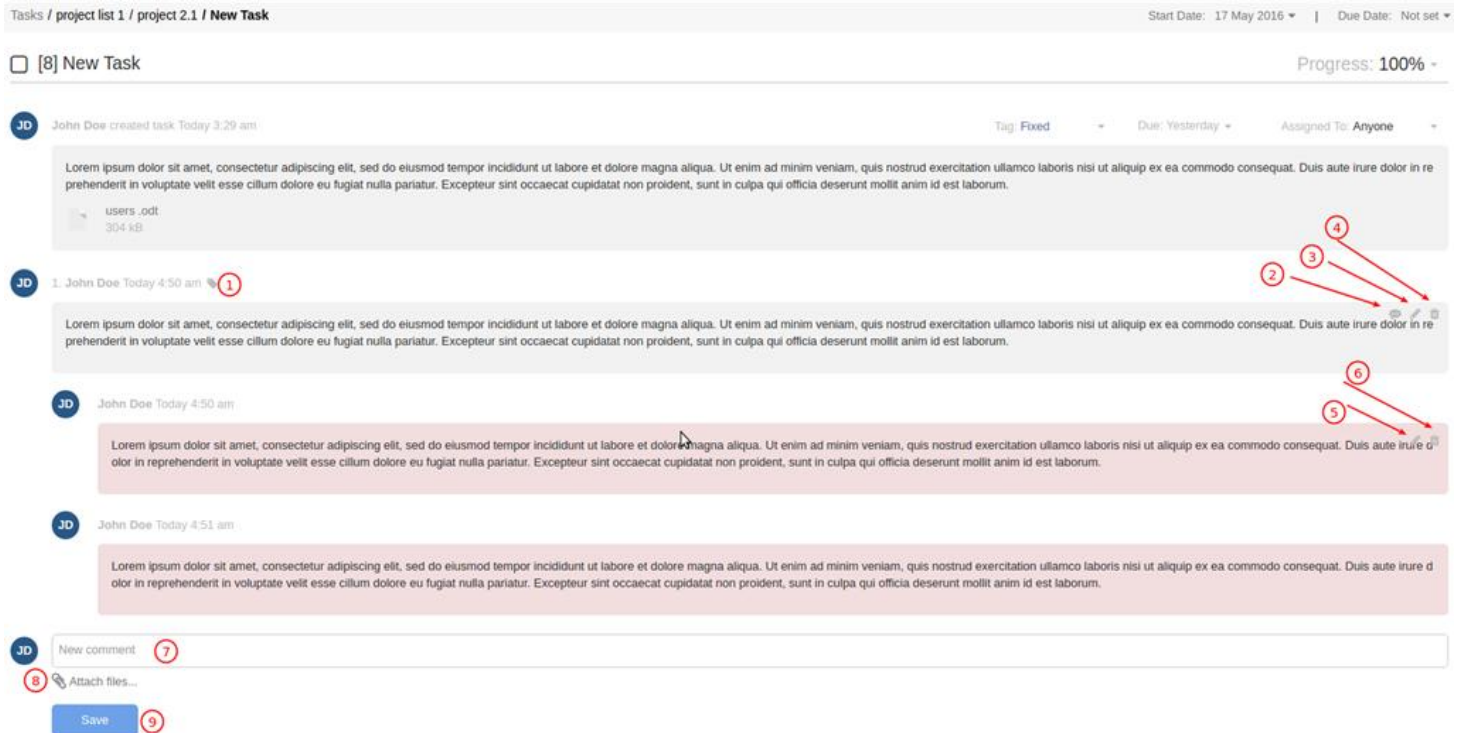 Tasks / project list 1 / project 2.1 / New Task Start Date: 17 May 2016 | Due Date: Not set
[8] New Task Progress: 100%
JD John Doe created task Today 3:29 am Tag: Fixed Due: Yesterday Assigned To: Anyone
Lorem ipsum dolor sit amet, consectetur adipiscing elit, sed do eiusmod tempor incididunt ut labore et dolore magna aliqua. Ut enim ad minim veniam, quis nostrud exercitation ullamco laboris nisi ut aliquip ex ea commodo consequat. Duis aute irure dolor in re
prehenderit in voluptate velit esse cillum dolore eu fugiat nulla pariatur. Excepteur sint occaecat cupidatat non proident, sunt in culpa qui officia deserunt mollit anim id est laborum.
users .odt
304 kB
4
3
2
JD 1. John Doe Today 4:50 am 1
Lorem ipsum dolor sit amet, consectetur adipiscing elit, sed do eiusmod tempor incididunt ut labore et dolore magna aliqua. Ut enim ad minim veniam, quis nostrud exercitation ullamco laboris nisi ut aliquip ex ea commodo consequat. Duis aute irure dolor in re
prehenderit in voluptate velit esse cillum dolore eu fugiat nulla pariatur. Excepteur sint occaecat cupidatat non proident, sunt in culpa qui officia deserunt mollit anim id est laborum.
6
JD John Doe Today 4:50 am
5
Lorem ipsum dolor sit amet, consectetur adipiscing elit, sed do eiusmod tempor incididunt ut labore et dolore magna aliqua. Ut enim ad minim veniam, quis nostrud exercitation ullamco laboris nisi ut aliquip ex ea commodo consequat. Duis aute irure d
olor in reprehenderit in voluptate velit esse cillum dolore eu fugiat nulla pariatur. Excepteur sint occaecat cupidatat non proident, sunt in culpa qui officia deserunt mollit anim id est laborum.
JD John Doe Today 4:51 am
Lorem ipsum dolor sit amet, consectetur adipiscing elit, sed do eiusmod tempor incididunt ut labore et dolore magna aliqua. Ut enim ad minim veniam, quis nostrud exercitation ullamco laboris nisi ut aliquip ex ea commodo consequat. Duis aute irure d
olor in reprehenderit in voluptate velit esse cillum dolore eu fugiat nulla pariatur. Excepteur sint occaecat cupidatat non proident, sunt in culpa qui officia deserunt mollit anim id est laborum.
JD New comment 7
8 Attach files...
Save 9